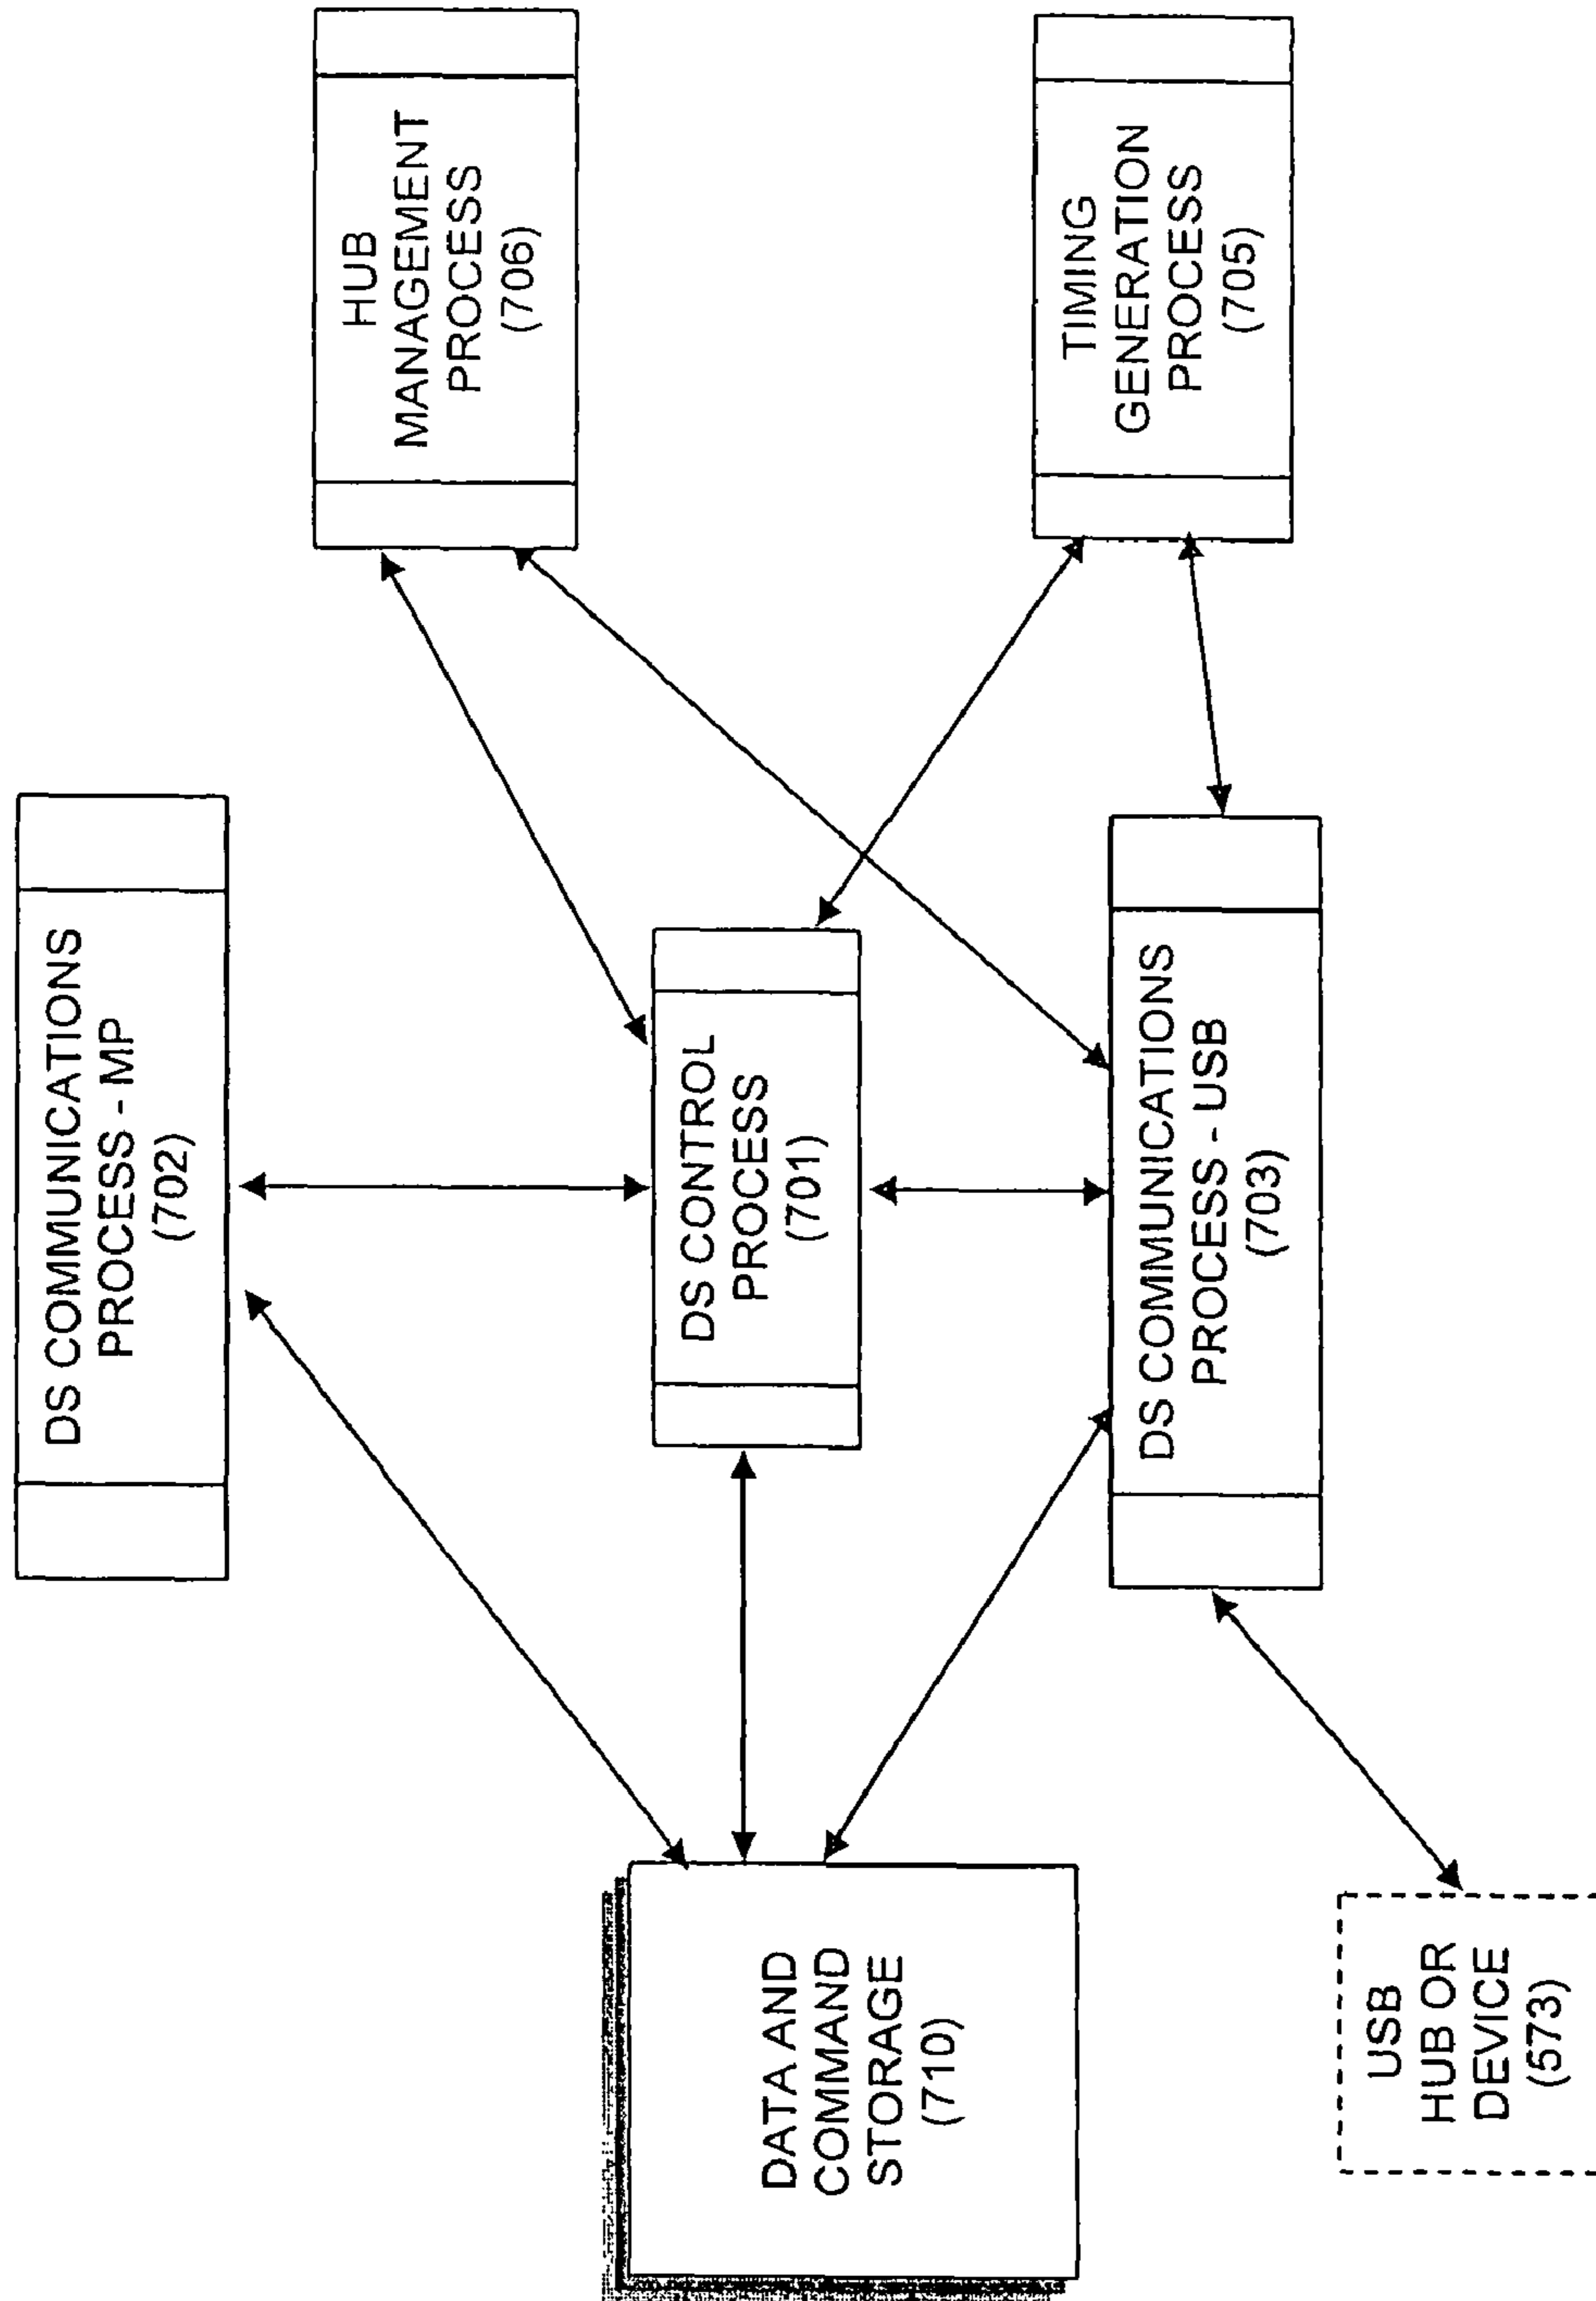 DS COMMUNICATIONS
PROCESS - MP
(702)
HUB
MANAGEMENT
PROCESS
(706)
DATA AND
COMMAND
STORAGE
(710)
DS CONTROL
PROCESS
(701)
TIMING
GENERATION
PROCESS
(705)
DS COMMUNICATIONS
PROCESS - USB
(703)
USB
HUB OR
DEVICE
(573)